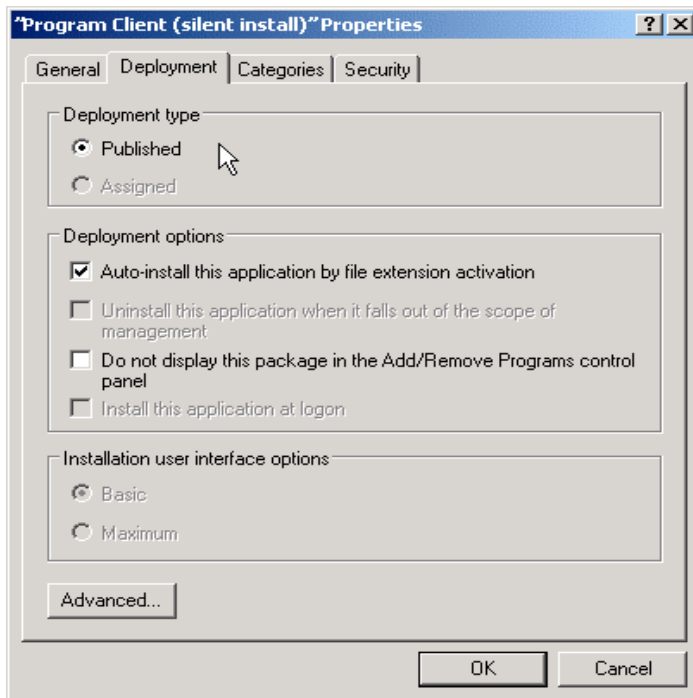 "Program Client (silent install)"Properties
General Deployment Categories Security
Deployment type
Published
Assigned
Deployment options
Auto-install this application by file extension activation
Uninstall this application when it falls out of the scope of
management
Do not display this package in the Add/Remove Programs control
panel
Install this application at logon
Installation user interface options
Basic
Maximum
Advanced...
OK Cancel